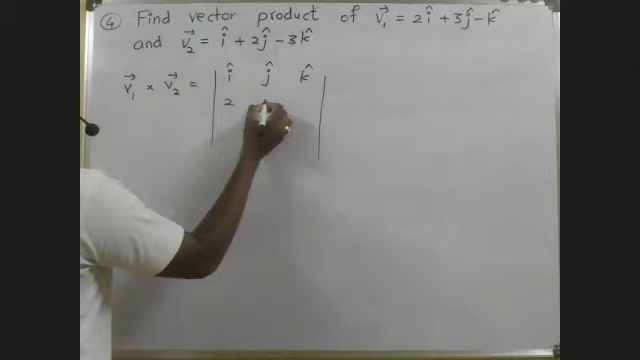 ④ Find vector product of V⃗₁ = 2î + 3ĵ - k̂
and V⃗₂ = î + 2ĵ - 3k̂
V⃗₁ × V⃗₂ = | î ĵ k̂ |
2